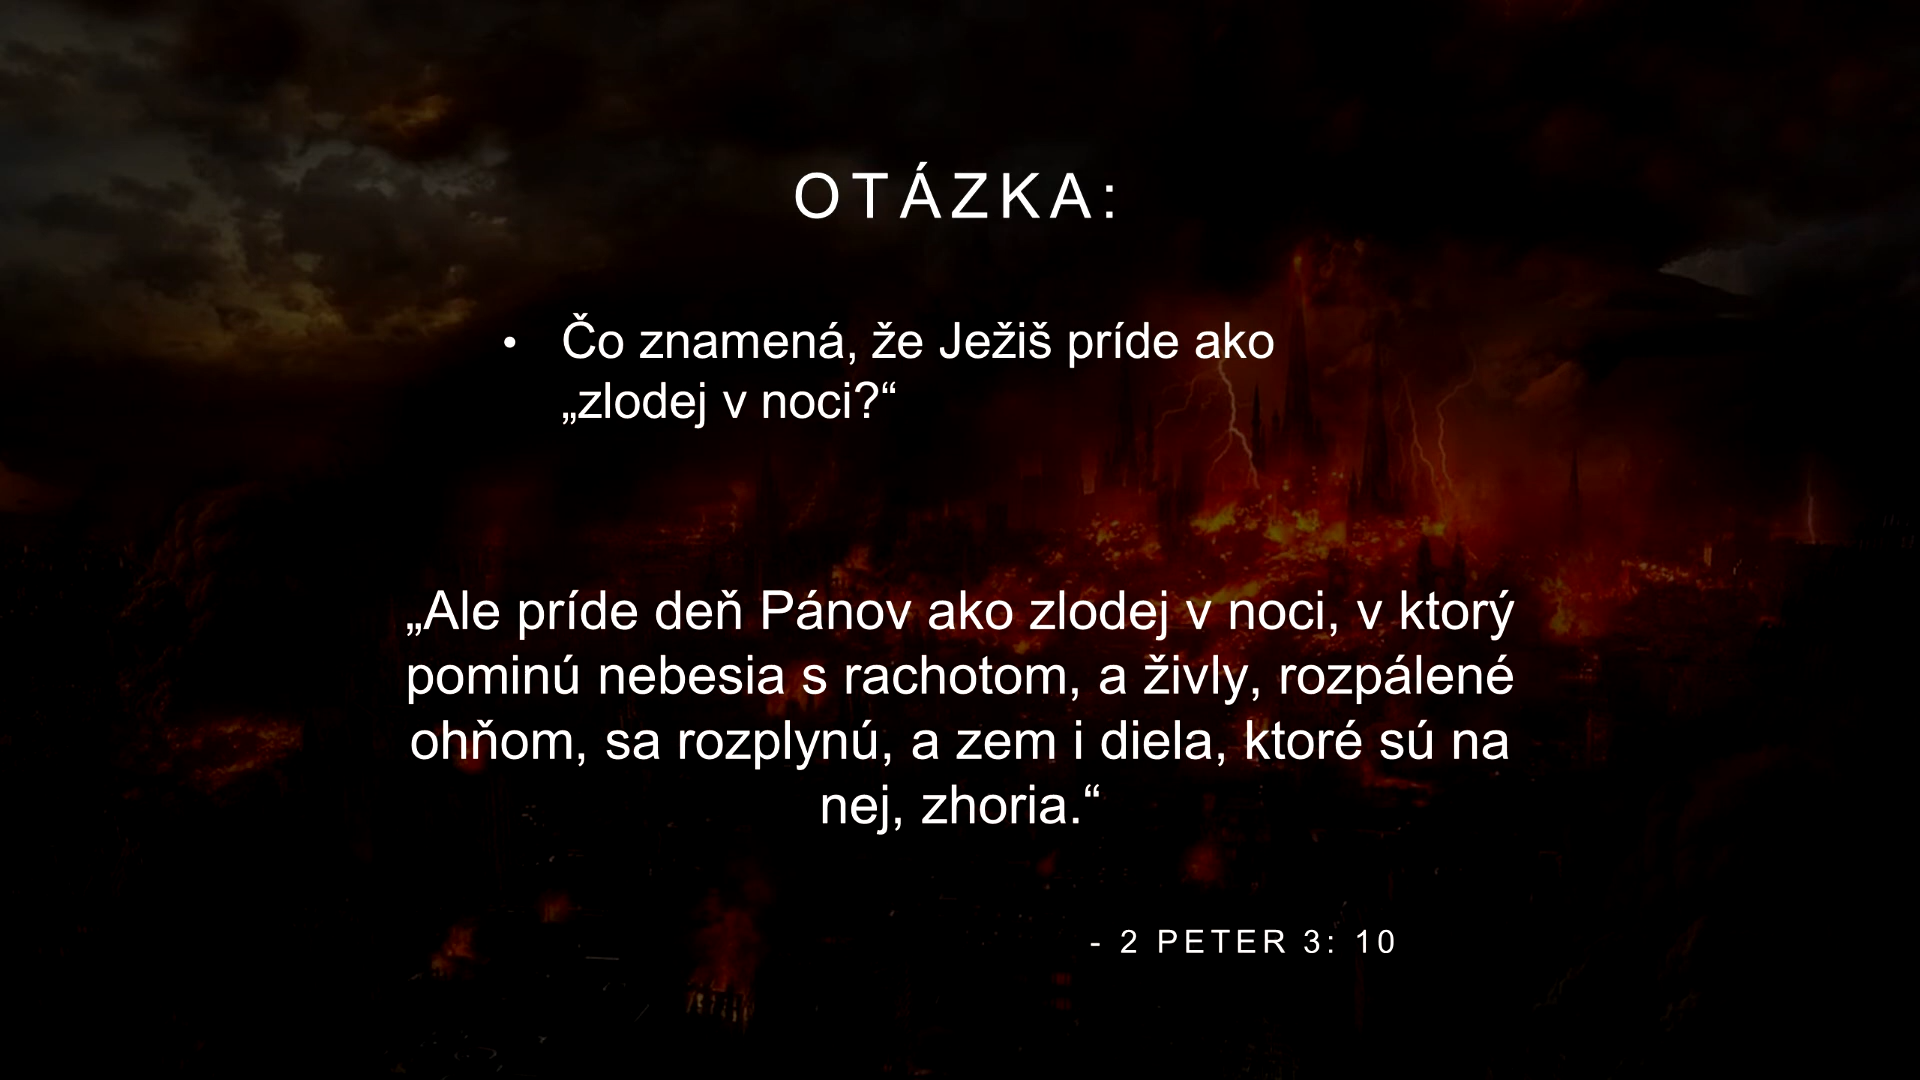 OTÁZKA:
• Čo znamená, že Ježiš príde ako
„zlodej v noci?“
„Ale príde deň Pánov ako zlodej v noci, v ktorý
pominú nebesia s rachotom, a živly, rozpálené
ohňom, sa rozplynú, a zem i diela, ktoré sú na
nej, zhoria.“
- 2 PETER 3: 10